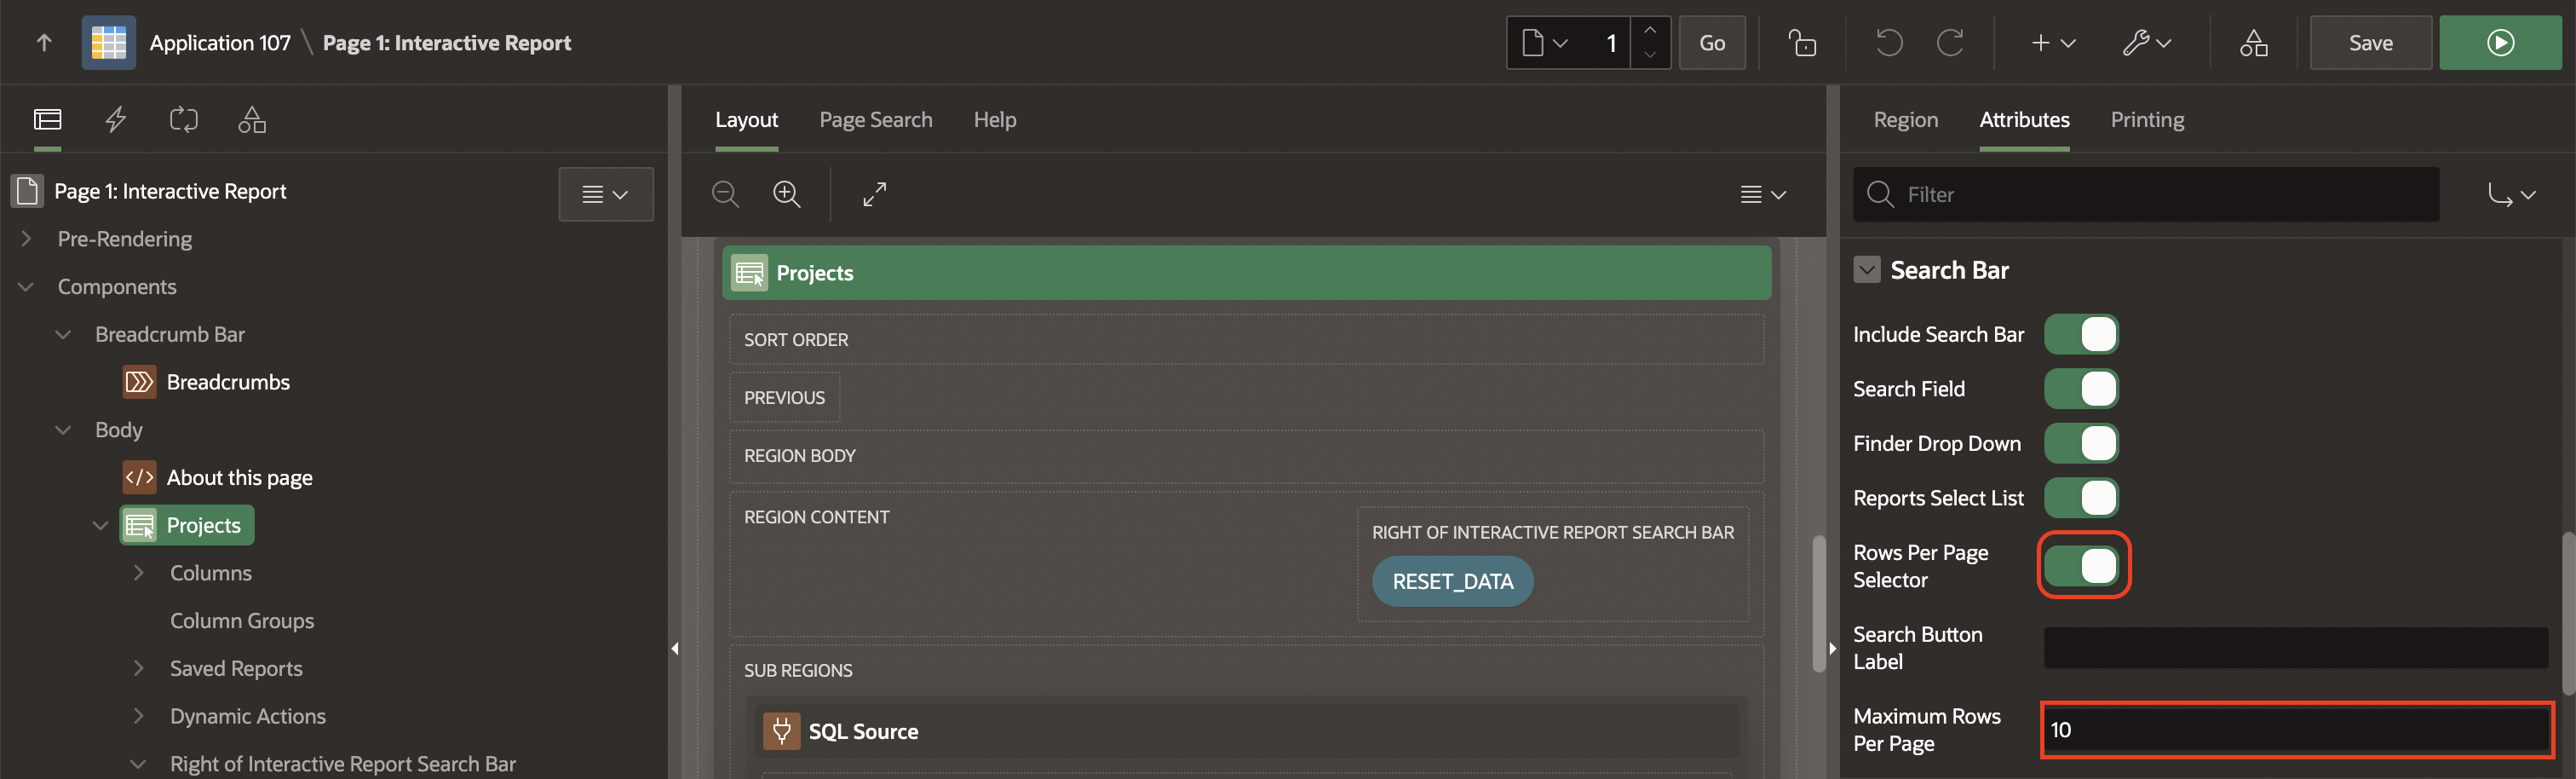 Application 107 \ Page 1: Interactive Report
1
Go
Save
Page 1: Interactive Report
Pre-Rendering
Components
Breadcrumb Bar
Breadcrumbs
Body
About this page
Projects
Columns
Column Groups
Saved Reports
Dynamic Actions
Right of Interactive Report Search Bar
Layout
Page Search
Help
Projects
SORT ORDER
PREVIOUS
REGION BODY
REGION CONTENT
RIGHT OF INTERACTIVE REPORT SEARCH BAR
RESET_DATA
SUB REGIONS
SQL Source
Region
Attributes
Printing
Filter
Search Bar
Include Search Bar
Search Field
Finder Drop Down
Reports Select List
Rows Per Page
Selector
Search Button
Label
Maximum Rows
Per Page
10